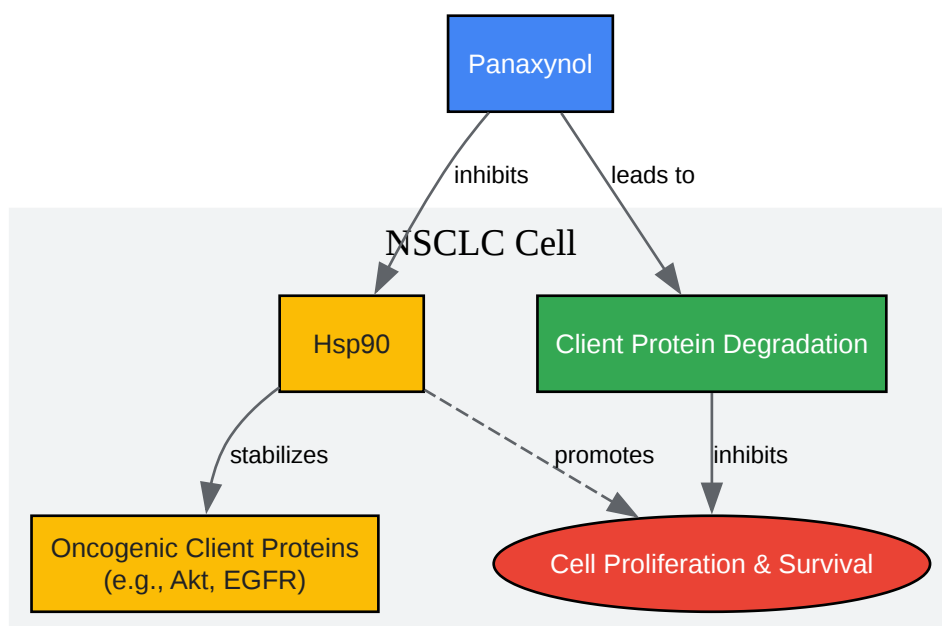 Panaxynol
inhibits
leads to
NSCLC Cell
Hsp90
Client Protein Degradation
stabilizes
promotes
inhibits
Oncogenic Client Proteins
(e.g., Akt, EGFR)
Cell Proliferation & Survival